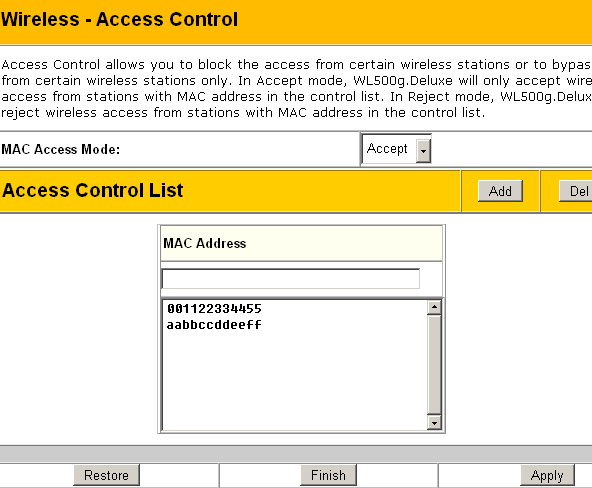 Wireless - Access Control
Access Control allows you to block the access from certain wireless stations or to bypas
from certain wireless stations only. In Accept mode, WL500g.Deluxe will only accept wire
access from stations with MAC address in the control list. In Reject mode, WL500g.Delux
reject wireless access from stations with MAC address in the control list.
MAC Access Mode: Accept
Access Control List Add Del
MAC Address
001122334455
aabbccddeeff
Restore Finish Apply